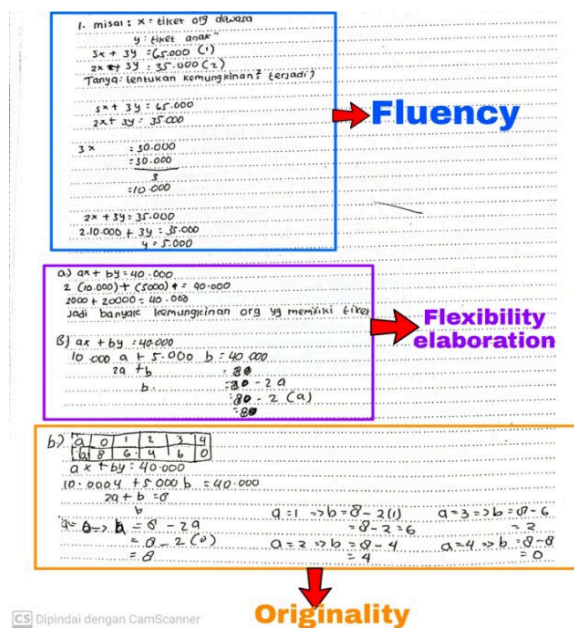 1. misal : x = tiket org dewasa
y : tiket anak"
5x + 3y = 65.000 (1)
2x + 3y = 35.000 (2)
Tanya: tentukan kemungkinan² terjadi)
5x + 3y = 65.000
2x + 3y = 35.000
3x = 30.000
= 30.000
3
= 10.000
2x + 3y = 35.000
2.10.000 + 3y = 35.000
y = 5.000
Fluency
a) ax + by = 40.000
2 (10.000) + (5000) 4 = 40.000
2000 + 20000 = 40.000
Jadi banyak kemungkinan org yg memiliki tiket
B) ax + by = 40.000
10.000 a + 5.000 b = 40.000
2a + b = 80
b. = 80 - 2a
= 80 - 2 (a)
= 80
Flexibility
elaboration
b) a 0 1 2 3 4
b 8 6 4 6 0
ax + by = 40.000
10.000a + 5.000 b = 40.000
2a + b = 8
b
a = 0 => b = 8 - 2a
= 8 - 2 (0)
= 8
a = 1 => b = 8 - 2(1)
= 8 - 2 = 6
a = 2 => b = 8 - 4
= 4
a = 3 => b = 8 - 6
= 2
a = 4 => b = 8 - 8
= 0
Originality
CS Dipindai dengan CamScanner